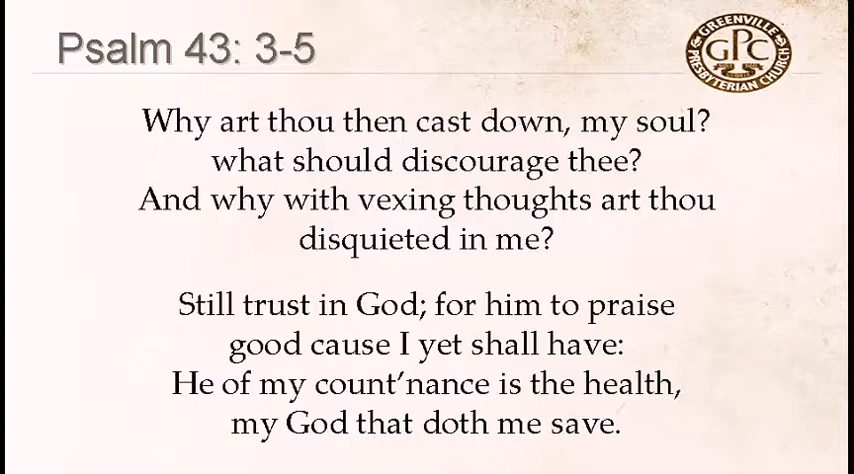 Psalm 43: 3-5
GREENVILLE
GPC
PRESBYTERIAN CHURCH
Why art thou then cast down, my soul?
what should discourage thee?
And why with vexing thoughts art thou
disquieted in me?
Still trust in God; for him to praise
good cause I yet shall have:
He of my count’nance is the health,
my God that doth me save.